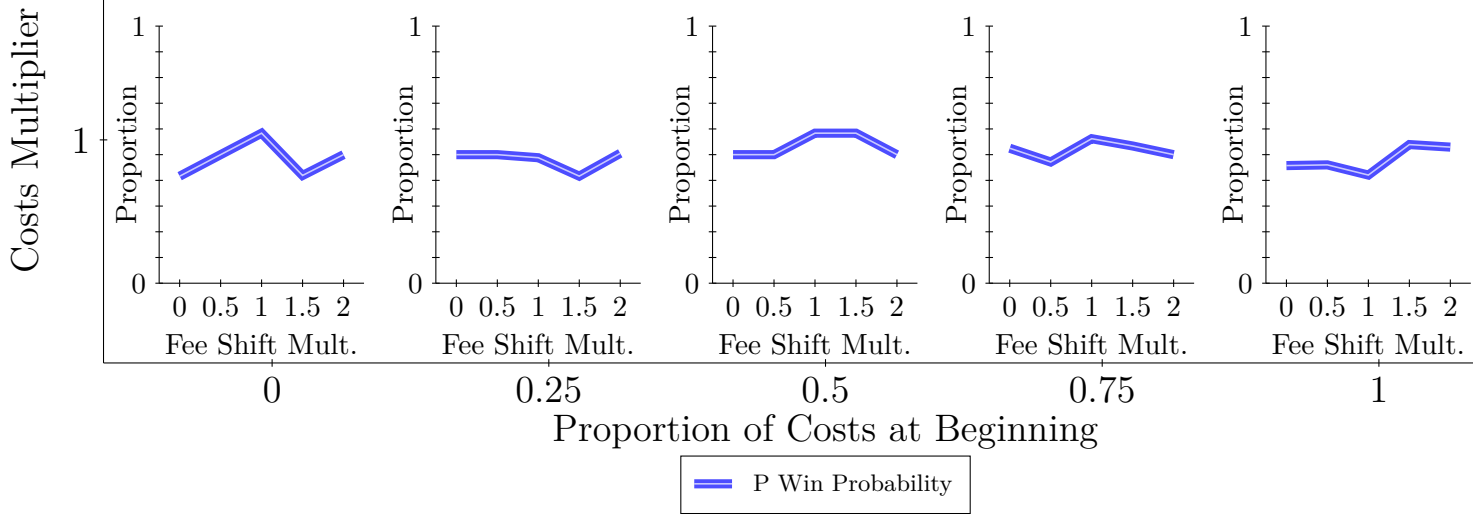 Costs Multiplier
1
1
Proportion
0
0 0.5 1 1.5 2
Fee Shift Mult.
1
Proportion
0
0 0.5 1 1.5 2
Fee Shift Mult.
1
Proportion
0
0 0.5 1 1.5 2
Fee Shift Mult.
1
Proportion
0
0 0.5 1 1.5 2
Fee Shift Mult.
1
Proportion
0
0 0.5 1 1.5 2
Fee Shift Mult.
0 0.25 0.5 0.75 1
Proportion of Costs at Beginning
P Win Probability